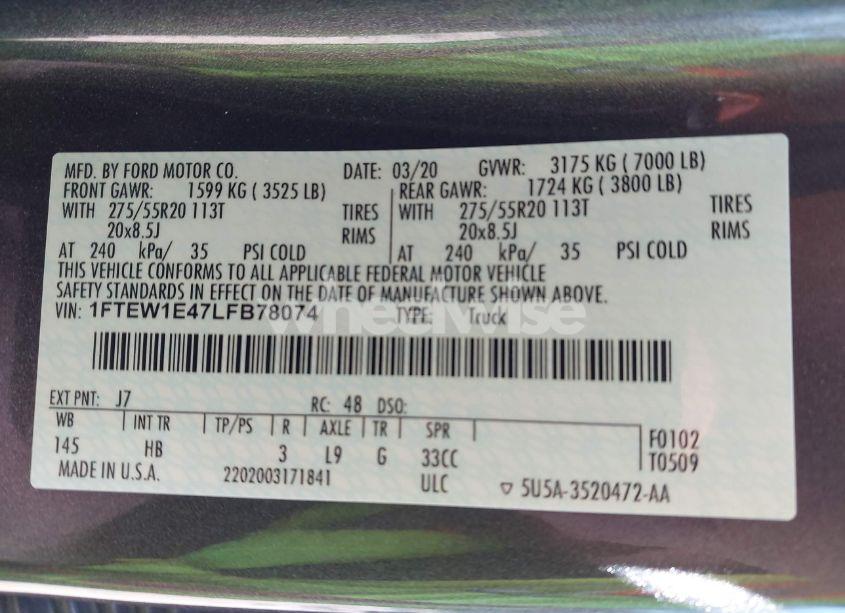 MFD. BY FORD MOTOR CO. DATE: 03/20 GVWR: 3175 KG ( 7000 LB)
FRONT GAWR: 1599 KG ( 3525 LB) REAR GAWR: 1724 KG ( 3800 LB)
WITH 275/55R20 113T TIRES WITH 275/55R20 113T TIRES
20x8.5J RIMS 20x8.5J RIMS
AT 240 kPa/ 35 PSI COLD AT 240 kPa/ 35 PSI COLD
THIS VEHICLE CONFORMS TO ALL APPLICABLE FEDERAL MOTOR VEHICLE
SAFETY STANDARDS IN EFFECT ON THE DATE OF MANUFACTURE SHOWN ABOVE.
VIN: 1FTEW1E47LFB78074 TYPE: Truck
wheelwise
EXT PNT: J7 RC: 48 DSO:
WB INT TR TP/PS R AXLE TR SPR
145 HB 3 L9 G 33CC
F0102
T0509
MADE IN U.S.A. 2202003171841 ULC ▽ 5U5A-3520472-AA